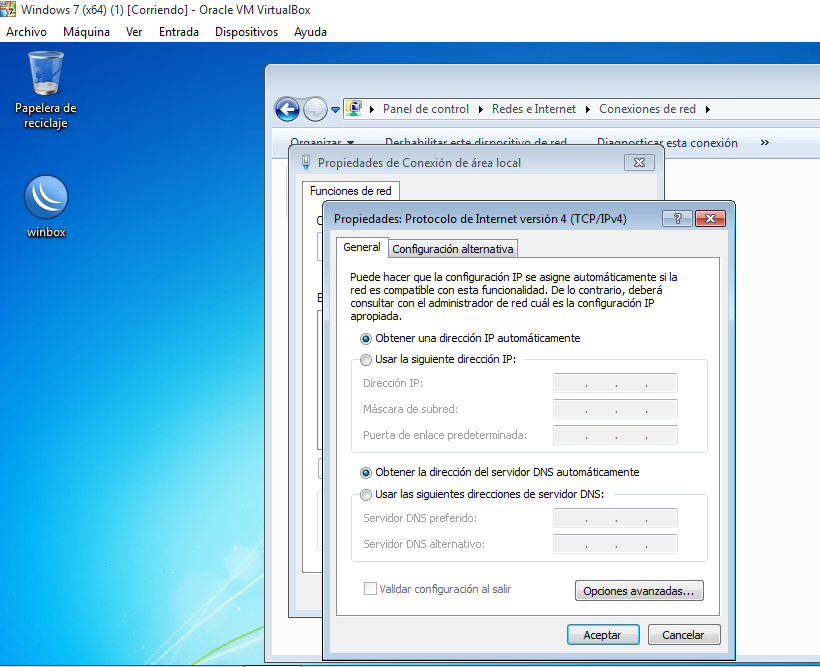 Windows 7 (x64) (1) [Corriendo] - Oracle VM VirtualBox
Archivo Máquina Ver Entrada Dispositivos Ayuda
Papelera de
reciclaje
winbox
Panel de control Redes e Internet Conexiones de red
Organizar Deshabilitar este dispositivo de red Diagnosticar esta conexión »
Propiedades de Conexión de área local
Funciones de red
Propiedades: Protocolo de Internet versión 4 (TCP/IPv4)
General Configuración alternativa
Puede hacer que la configuración IP se asigne automáticamente si la
red es compatible con esta funcionalidad. De lo contrario, deberá
consultar con el administrador de red cuál es la configuración IP
apropiada.
Obtener una dirección IP automáticamente
Usar la siguiente dirección IP:
Dirección IP: . . .
Máscara de subred: . . .
Puerta de enlace predeterminada: . . .
Obtener la dirección del servidor DNS automáticamente
Usar las siguientes direcciones de servidor DNS:
Servidor DNS preferido: . . .
Servidor DNS alternativo: . . .
Validar configuración al salir
Opciones avanzadas...
Aceptar Cancelar